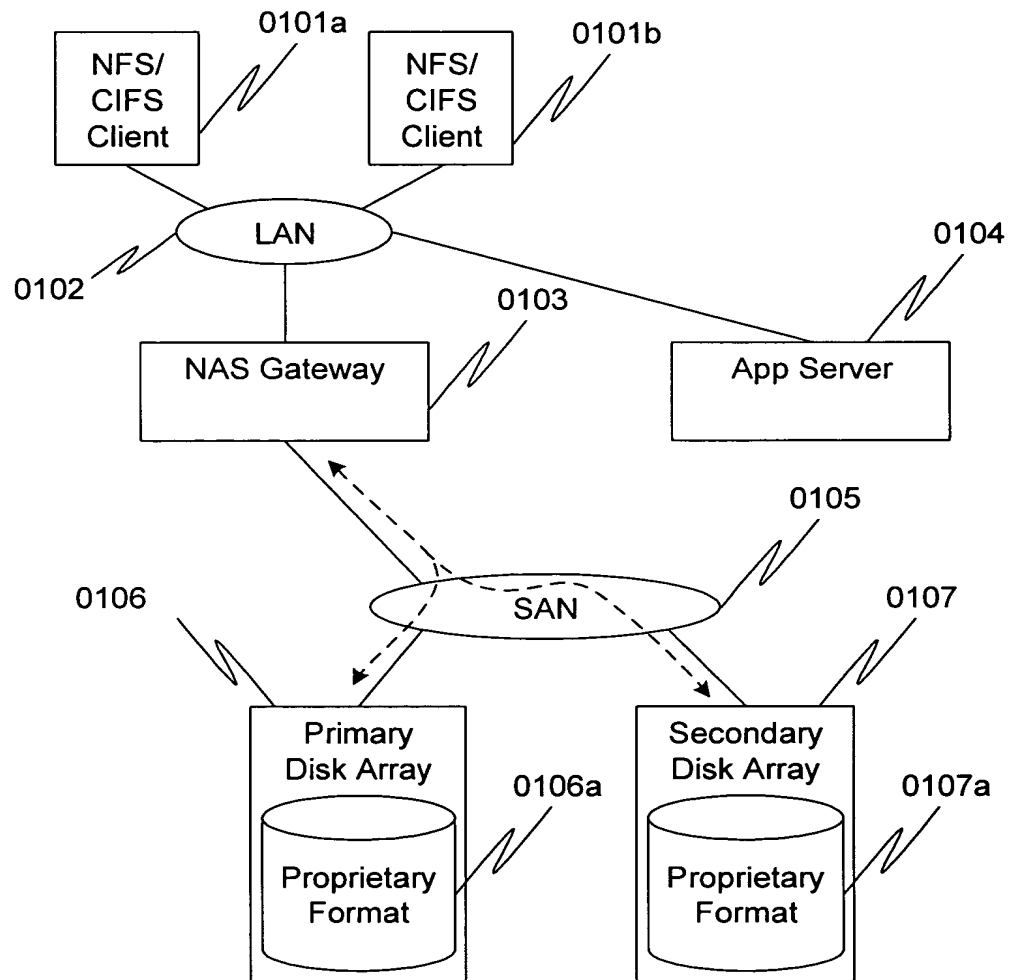 0101a
0101b
NFS/
CIFS
Client
NFS/
CIFS
Client
LAN
0102
0104
0103
NAS Gateway
App Server
0105
SAN
0106
0107
Primary
Disk Array
Secondary
Disk Array
0106a
0107a
Proprietary
Format
Proprietary
Format